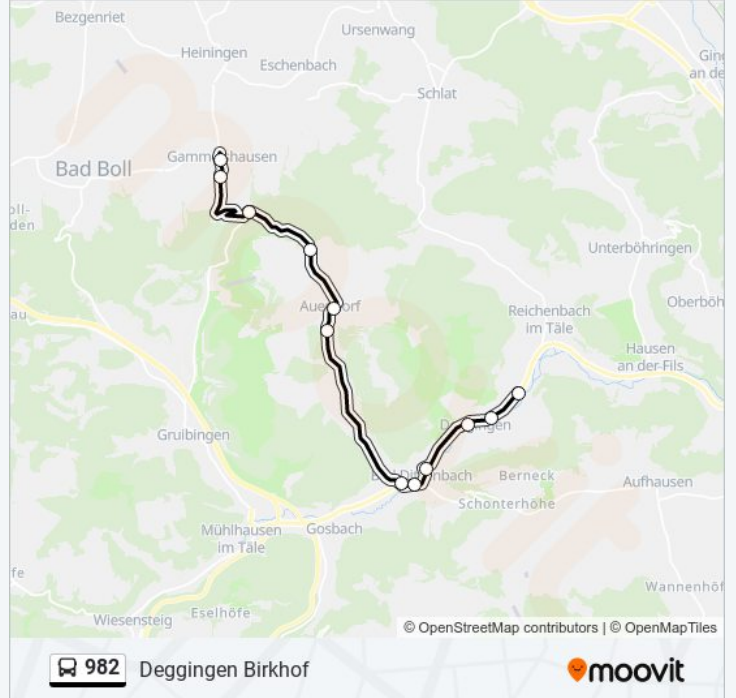 Bezgenriet
Ursenwang
Heiningen
Eschenbach
Schlat
Bad Boll
Unterböhringen
Reichenbach
im Täle
Hausen
an der Fils
Gruibingen
Berneck
Aufhausen
Schonterhöhe
Mühlhausen
im Täle
Gosbach
Eselhöfe
Wiesensteig
© OpenStreetMap contributors | © OpenMapTiles
982 Deggingen Birkhof
moovit